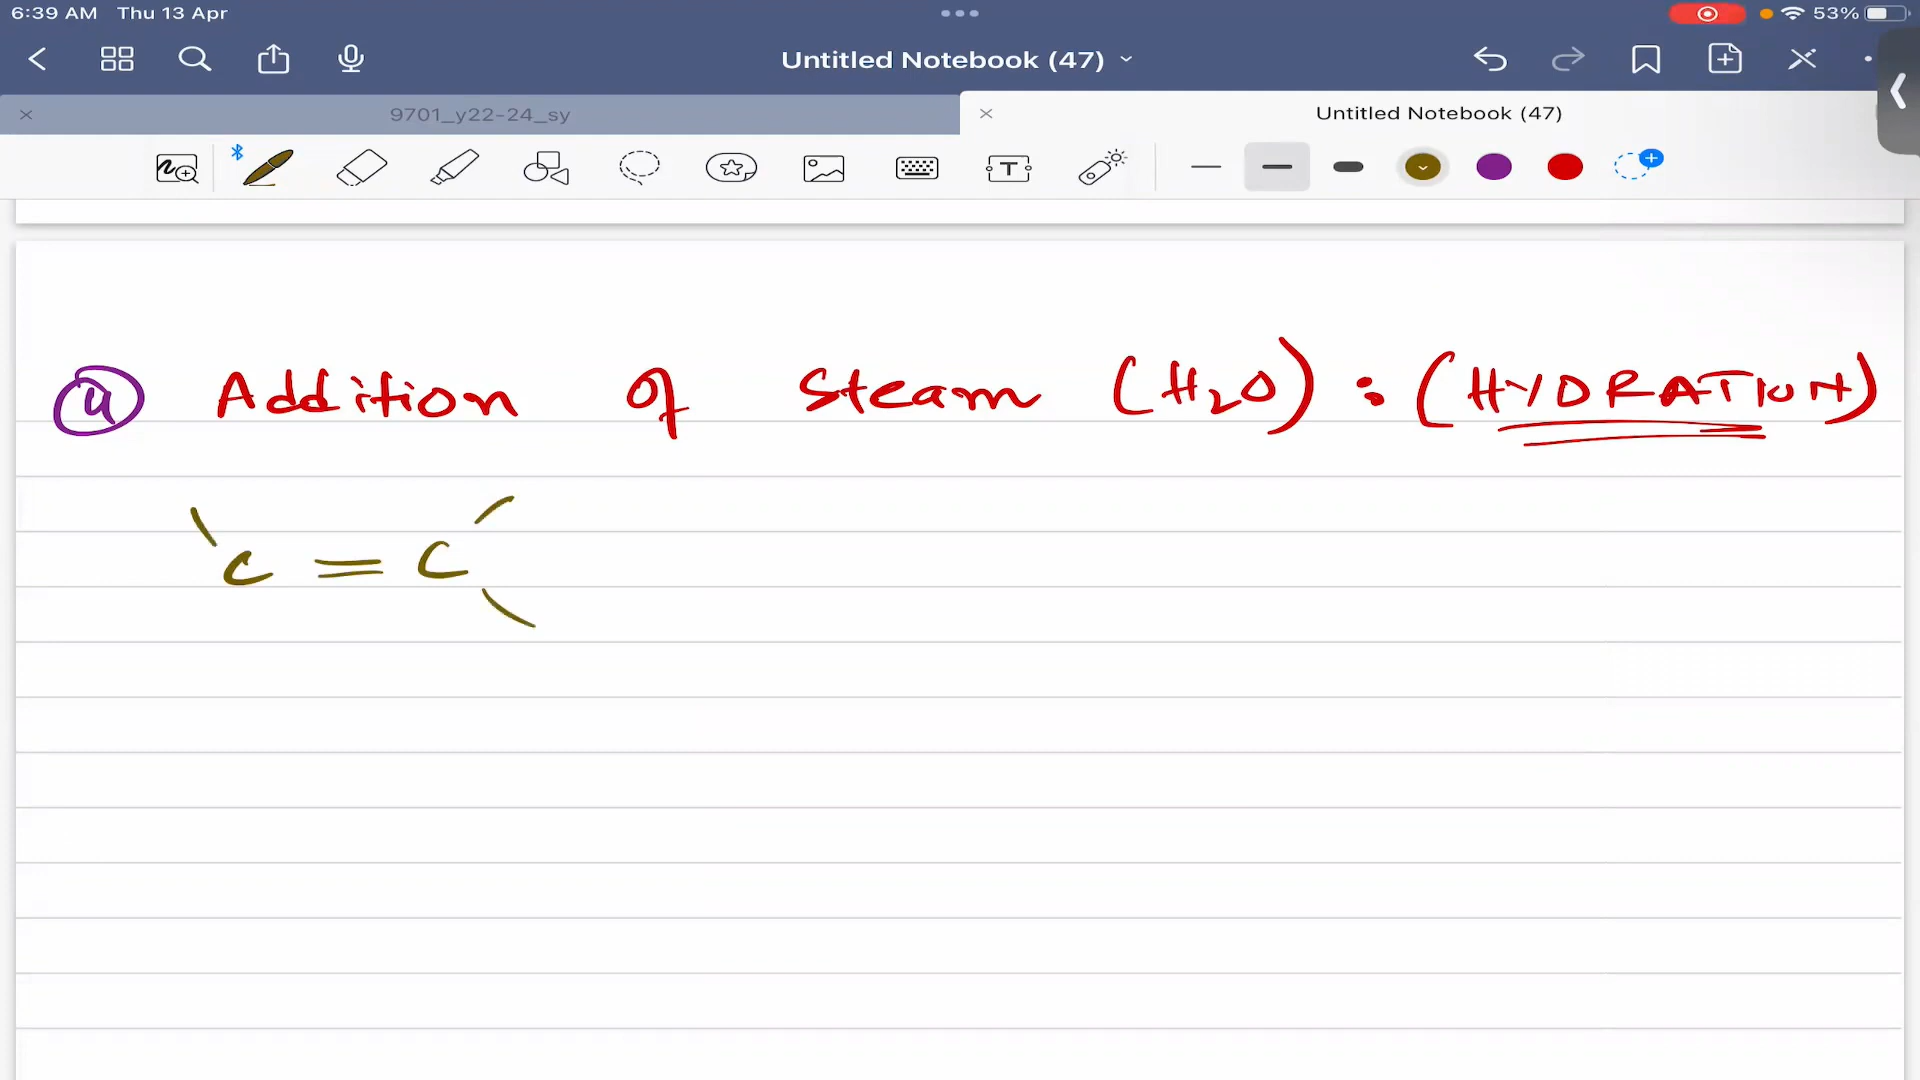 6:39 AM Thu 13 Apr
53%
Untitled Notebook (47)
9701_y22-24_sy
Untitled Notebook (47)
T
④ Addition of Steam (H₂O) : (HYDRATION)
C = C